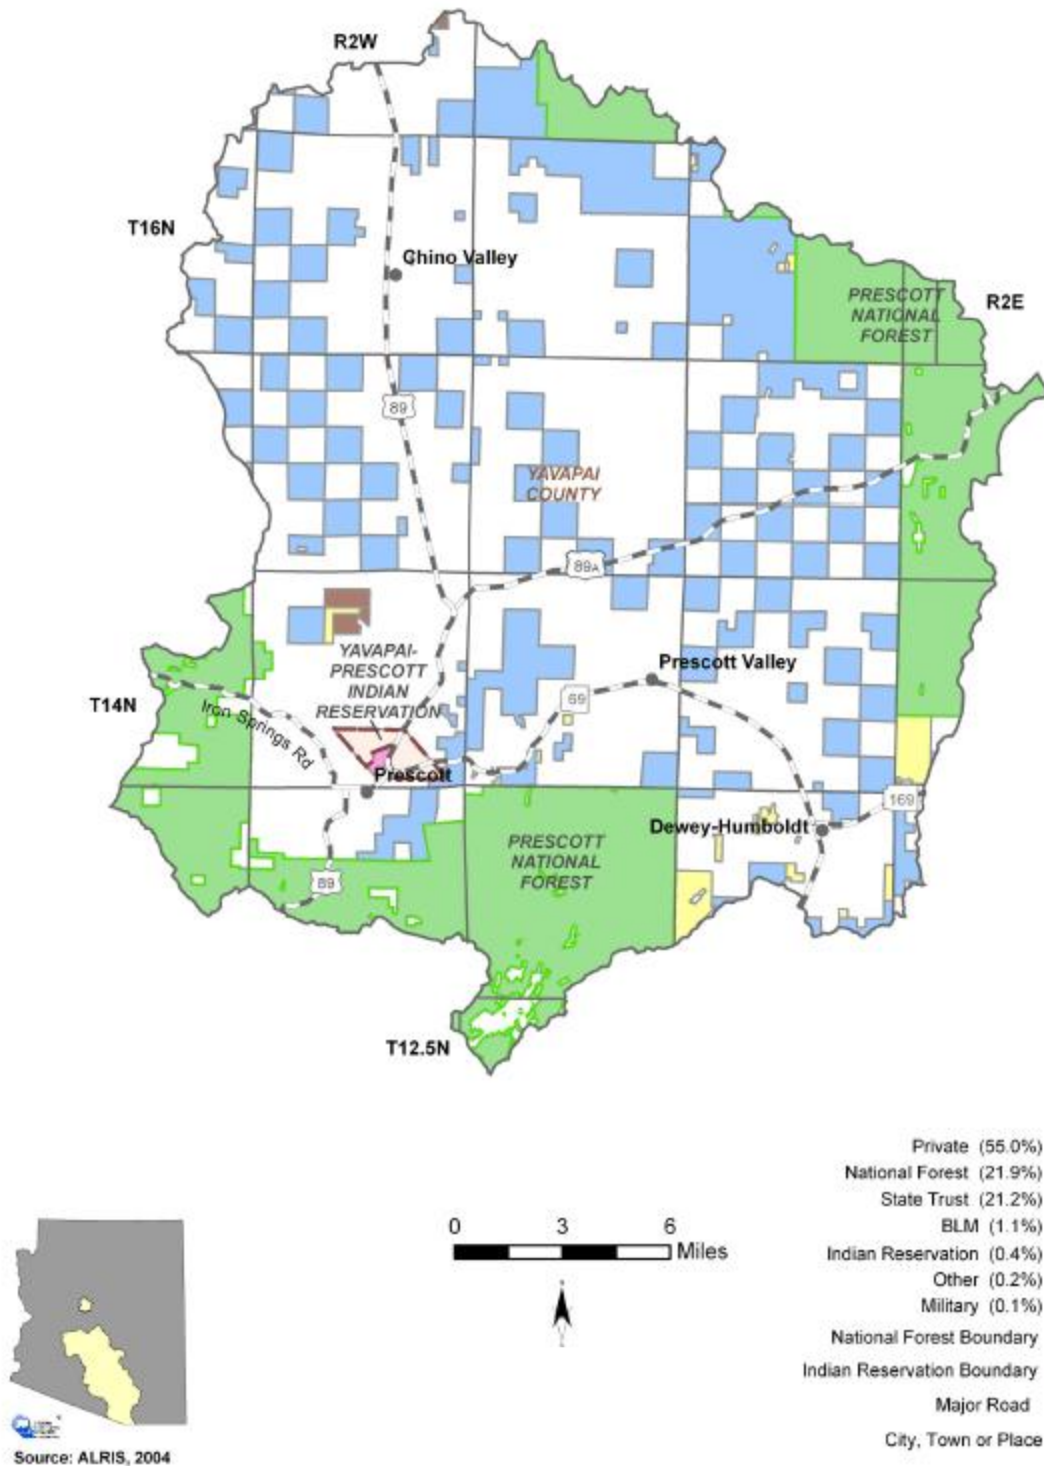 R2W
T16N
Chino Valley
PRESCOTT
NATIONAL
FOREST
R2E
89
YAVAPAI
COUNTY
89A
YAVAPAI-
PRESCOTT
INDIAN
RESERVATION
Prescott Valley
69
T14N
Iron Springs Rd
Prescott
169
Dewey-Humboldt
PRESCOTT
NATIONAL
FOREST
89
T12.5N
Private (55.0%)
National Forest (21.9%)
State Trust (21.2%)
BLM (1.1%)
Indian Reservation (0.4%)
Other (0.2%)
Military (0.1%)
National Forest Boundary
Indian Reservation Boundary
Major Road
City, Town or Place
0 3 6
Miles
Source: ALRIS, 2004